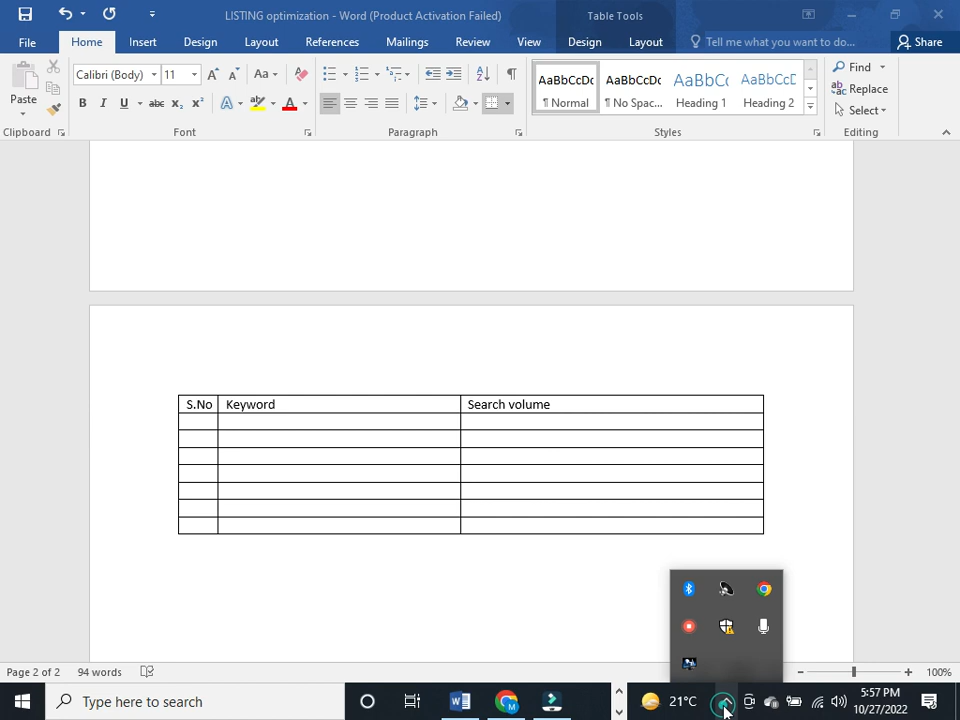 LISTING optimization - Word (Product Activation Failed)
Table Tools
File
Home
Insert
Design
Layout
References
Mailings
Review
View
Design
Layout
Tell me what you want to do...
Share
Paste
Clipboard
Calibri (Body)
11
Font
Paragraph
AaBbCcDc
¶ Normal
AaBbCcDc
¶ No Spac...
AaBbCc
Heading 1
AaBbCcD
Heading 2
Styles
Find
Replace
Select
Editing
S.No
Keyword
Search volume
Page 2 of 2
94 words
100%
Type here to search
21°C
5:57 PM
10/27/2022